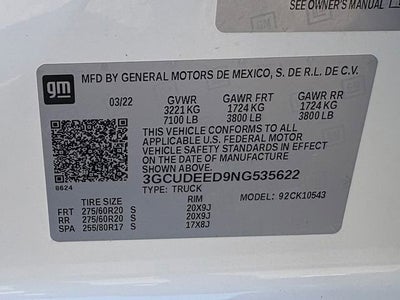 SEE OWNER'S MANUAL
gm
MFD BY GENERAL MOTORS DE MEXICO, S. DE R.L. DE C.V.
03/22 GVWR GAWR FRT GAWR RR
3221 KG 1724 KG 1724 KG
7100 LB 3800 LB 3800 LB
THIS VEHICLE CONFORMS TO ALL
APPLICABLE U.S. FEDERAL MOTOR
VEHICLE SAFETY STANDARDS IN
EFFECT ON THE DATE OF
MANUFACTURE SHOWN ABOVE.
8624
3GCUDEED9NG535622
TYPE: TRUCK
MODEL: 92CK10543
TIRE SIZE RIM
FRT 275/60R20 S 20X9J
RR 275/60R20 S 20X9J
SPA 255/80R17 S 17X8J